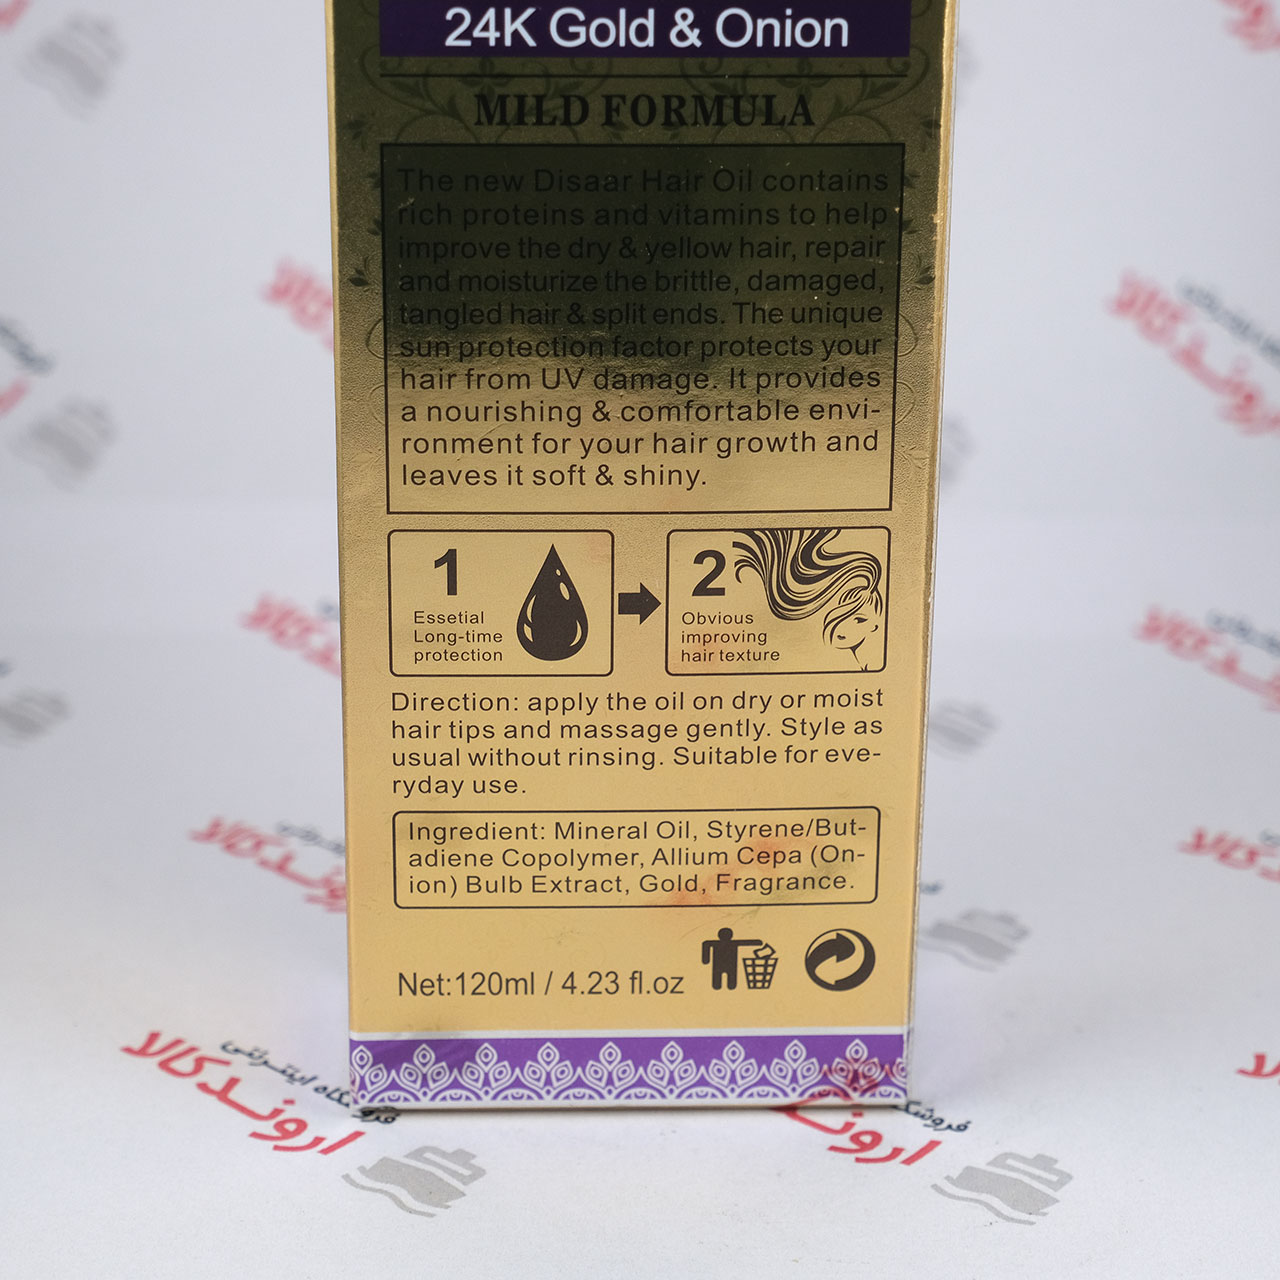 24K Gold & Onion
MILD FORMULA
The new Disaar Hair Oil contains
rich proteins and vitamins to help
improve the dry & yellow hair, repair
and moisturize the brittle, damaged,
tangled hair & split ends. The unique
sun protection factor protects your
hair from UV damage. It provides
a nourishing & comfortable envi-
ronment for your hair growth and
leaves it soft & shiny.
1
Essetial
Long-time
protection
2
Obvious
improving
hair texture
Direction: apply the oil on dry or moist
hair tips and massage gently. Style as
usual without rinsing. Suitable for eve-
ryday use.
Ingredient: Mineral Oil, Styrene/But-
adiene Copolymer, Allium Cepa (On-
ion) Bulb Extract, Gold, Fragrance.
Net:120ml / 4.23 fl.oz
فروشگاه اینترنتی
اروندکالا